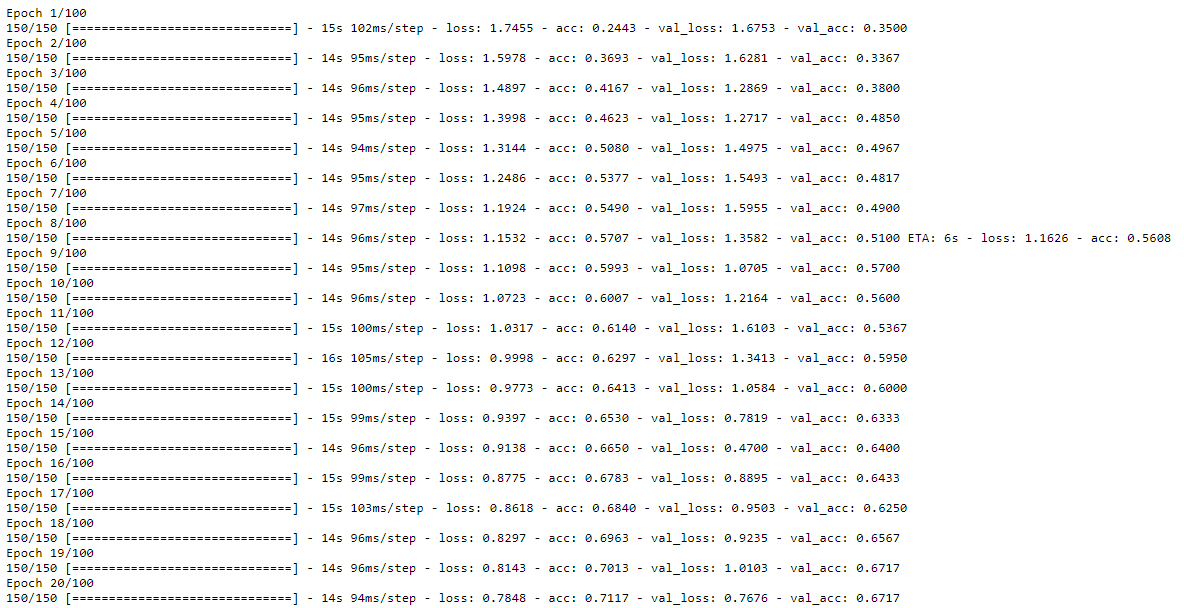 Epoch 1/100
150/150 [==============================] - 15s 102ms/step - loss: 1.7455 - acc: 0.2443 - val_loss: 1.6753 - val_acc: 0.3500
Epoch 2/100
150/150 [==============================] - 14s 95ms/step - loss: 1.5978 - acc: 0.3693 - val_loss: 1.6281 - val_acc: 0.3367
Epoch 3/100
150/150 [==============================] - 14s 96ms/step - loss: 1.4897 - acc: 0.4167 - val_loss: 1.2869 - val_acc: 0.3800
Epoch 4/100
150/150 [==============================] - 14s 95ms/step - loss: 1.3998 - acc: 0.4623 - val_loss: 1.2717 - val_acc: 0.4850
Epoch 5/100
150/150 [==============================] - 14s 94ms/step - loss: 1.3144 - acc: 0.5080 - val_loss: 1.4975 - val_acc: 0.4967
Epoch 6/100
150/150 [==============================] - 14s 95ms/step - loss: 1.2486 - acc: 0.5377 - val_loss: 1.5493 - val_acc: 0.4817
Epoch 7/100
150/150 [==============================] - 14s 97ms/step - loss: 1.1924 - acc: 0.5490 - val_loss: 1.5955 - val_acc: 0.4900
Epoch 8/100
150/150 [==============================] - 14s 96ms/step - loss: 1.1532 - acc: 0.5707 - val_loss: 1.3582 - val_acc: 0.5100 ETA: 6s - loss: 1.1626 - acc: 0.5608
Epoch 9/100
150/150 [==============================] - 14s 95ms/step - loss: 1.1098 - acc: 0.5993 - val_loss: 1.0705 - val_acc: 0.5700
Epoch 10/100
150/150 [==============================] - 14s 96ms/step - loss: 1.0723 - acc: 0.6007 - val_loss: 1.2164 - val_acc: 0.5600
Epoch 11/100
150/150 [==============================] - 15s 100ms/step - loss: 1.0317 - acc: 0.6140 - val_loss: 1.6103 - val_acc: 0.5367
Epoch 12/100
150/150 [==============================] - 16s 105ms/step - loss: 0.9998 - acc: 0.6297 - val_loss: 1.3413 - val_acc: 0.5950
Epoch 13/100
150/150 [==============================] - 15s 100ms/step - loss: 0.9773 - acc: 0.6413 - val_loss: 1.0584 - val_acc: 0.6000
Epoch 14/100
150/150 [==============================] - 15s 99ms/step - loss: 0.9397 - acc: 0.6530 - val_loss: 0.7819 - val_acc: 0.6333
Epoch 15/100
150/150 [==============================] - 14s 96ms/step - loss: 0.9138 - acc: 0.6650 - val_loss: 0.4700 - val_acc: 0.6400
Epoch 16/100
150/150 [==============================] - 15s 99ms/step - loss: 0.8775 - acc: 0.6783 - val_loss: 0.8895 - val_acc: 0.6433
Epoch 17/100
150/150 [==============================] - 15s 103ms/step - loss: 0.8618 - acc: 0.6840 - val_loss: 0.9503 - val_acc: 0.6250
Epoch 18/100
150/150 [==============================] - 14s 96ms/step - loss: 0.8297 - acc: 0.6963 - val_loss: 0.9235 - val_acc: 0.6567
Epoch 19/100
150/150 [==============================] - 14s 96ms/step - loss: 0.8143 - acc: 0.7013 - val_loss: 1.0103 - val_acc: 0.6717
Epoch 20/100
150/150 [==============================] - 14s 94ms/step - loss: 0.7848 - acc: 0.7117 - val_loss: 0.7676 - val_acc: 0.6717